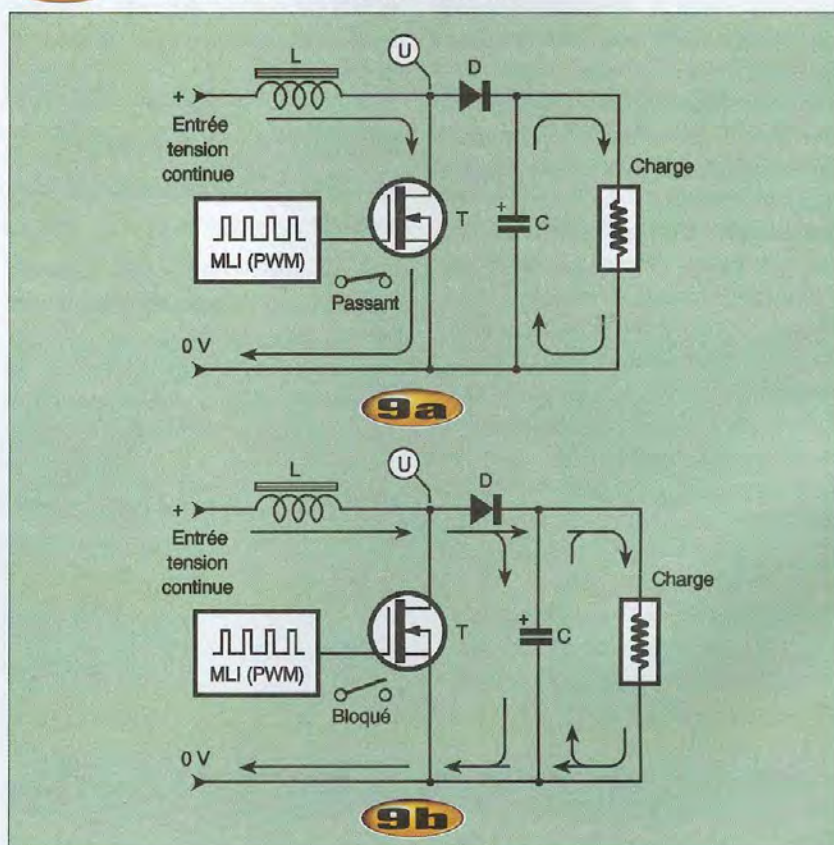 U
L
D
+
Entrée
tension
continue
Charge
+
C
T
MLI (PWM)
Passant
0 V
9a
U
L
D
+
Entrée
tension
continue
Charge
+
C
T
MLI (PWM)
Bloqué
0 V
9b